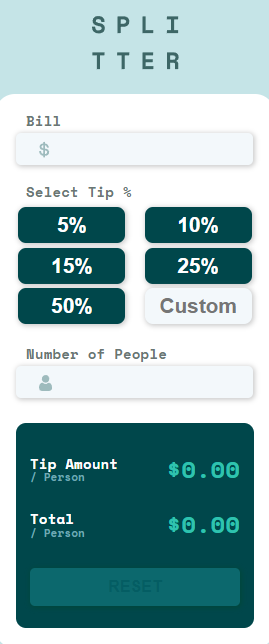 SPLI
TTER
Bill
$
Select Tip %
5% 10%
15% 25%
50% Custom
Number of People
Tip Amount $0.00
/ Person
Total $0.00
/ Person
RESET